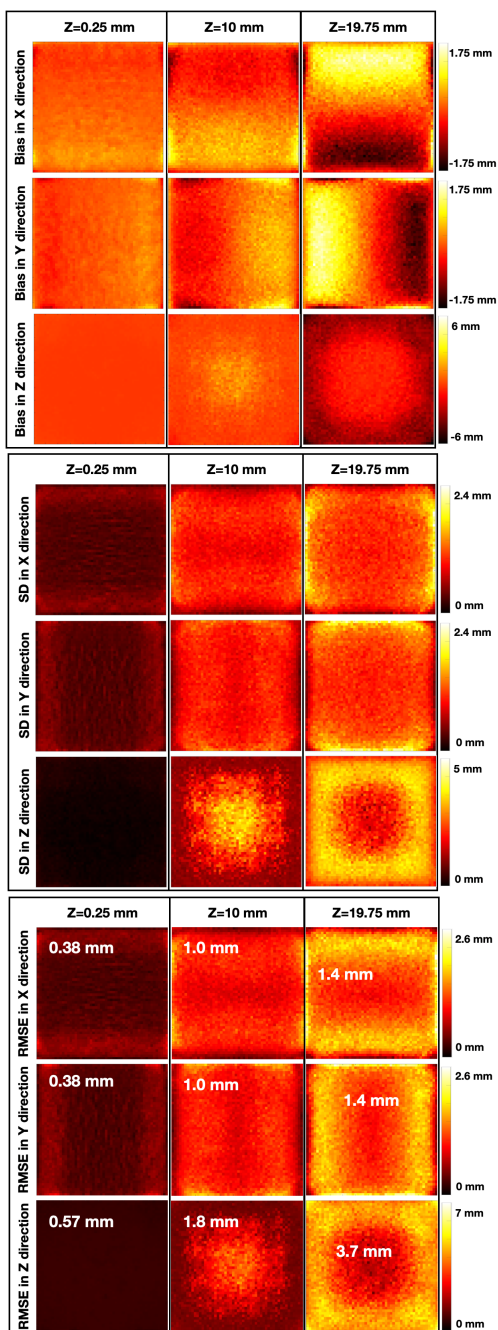 Z=0.25 mm Z=10 mm Z=19.75 mm
Bias in X direction
1.75 mm
-1.75 mm
Bias in Y direction
1.75 mm
-1.75 mm
Bias in Z direction
6 mm
-6 mm
Z=0.25 mm Z=10 mm Z=19.75 mm
SD in X direction
2.4 mm
0 mm
SD in Y direction
2.4 mm
0 mm
SD in Z direction
5 mm
0 mm
Z=0.25 mm Z=10 mm Z=19.75 mm
RMSE in X direction
0.38 mm 1.0 mm 1.4 mm
2.6 mm
0 mm
RMSE in Y direction
0.38 mm 1.0 mm 1.4 mm
2.6 mm
0 mm
RMSE in Z direction
0.57 mm 1.8 mm 3.7 mm
7 mm
0 mm